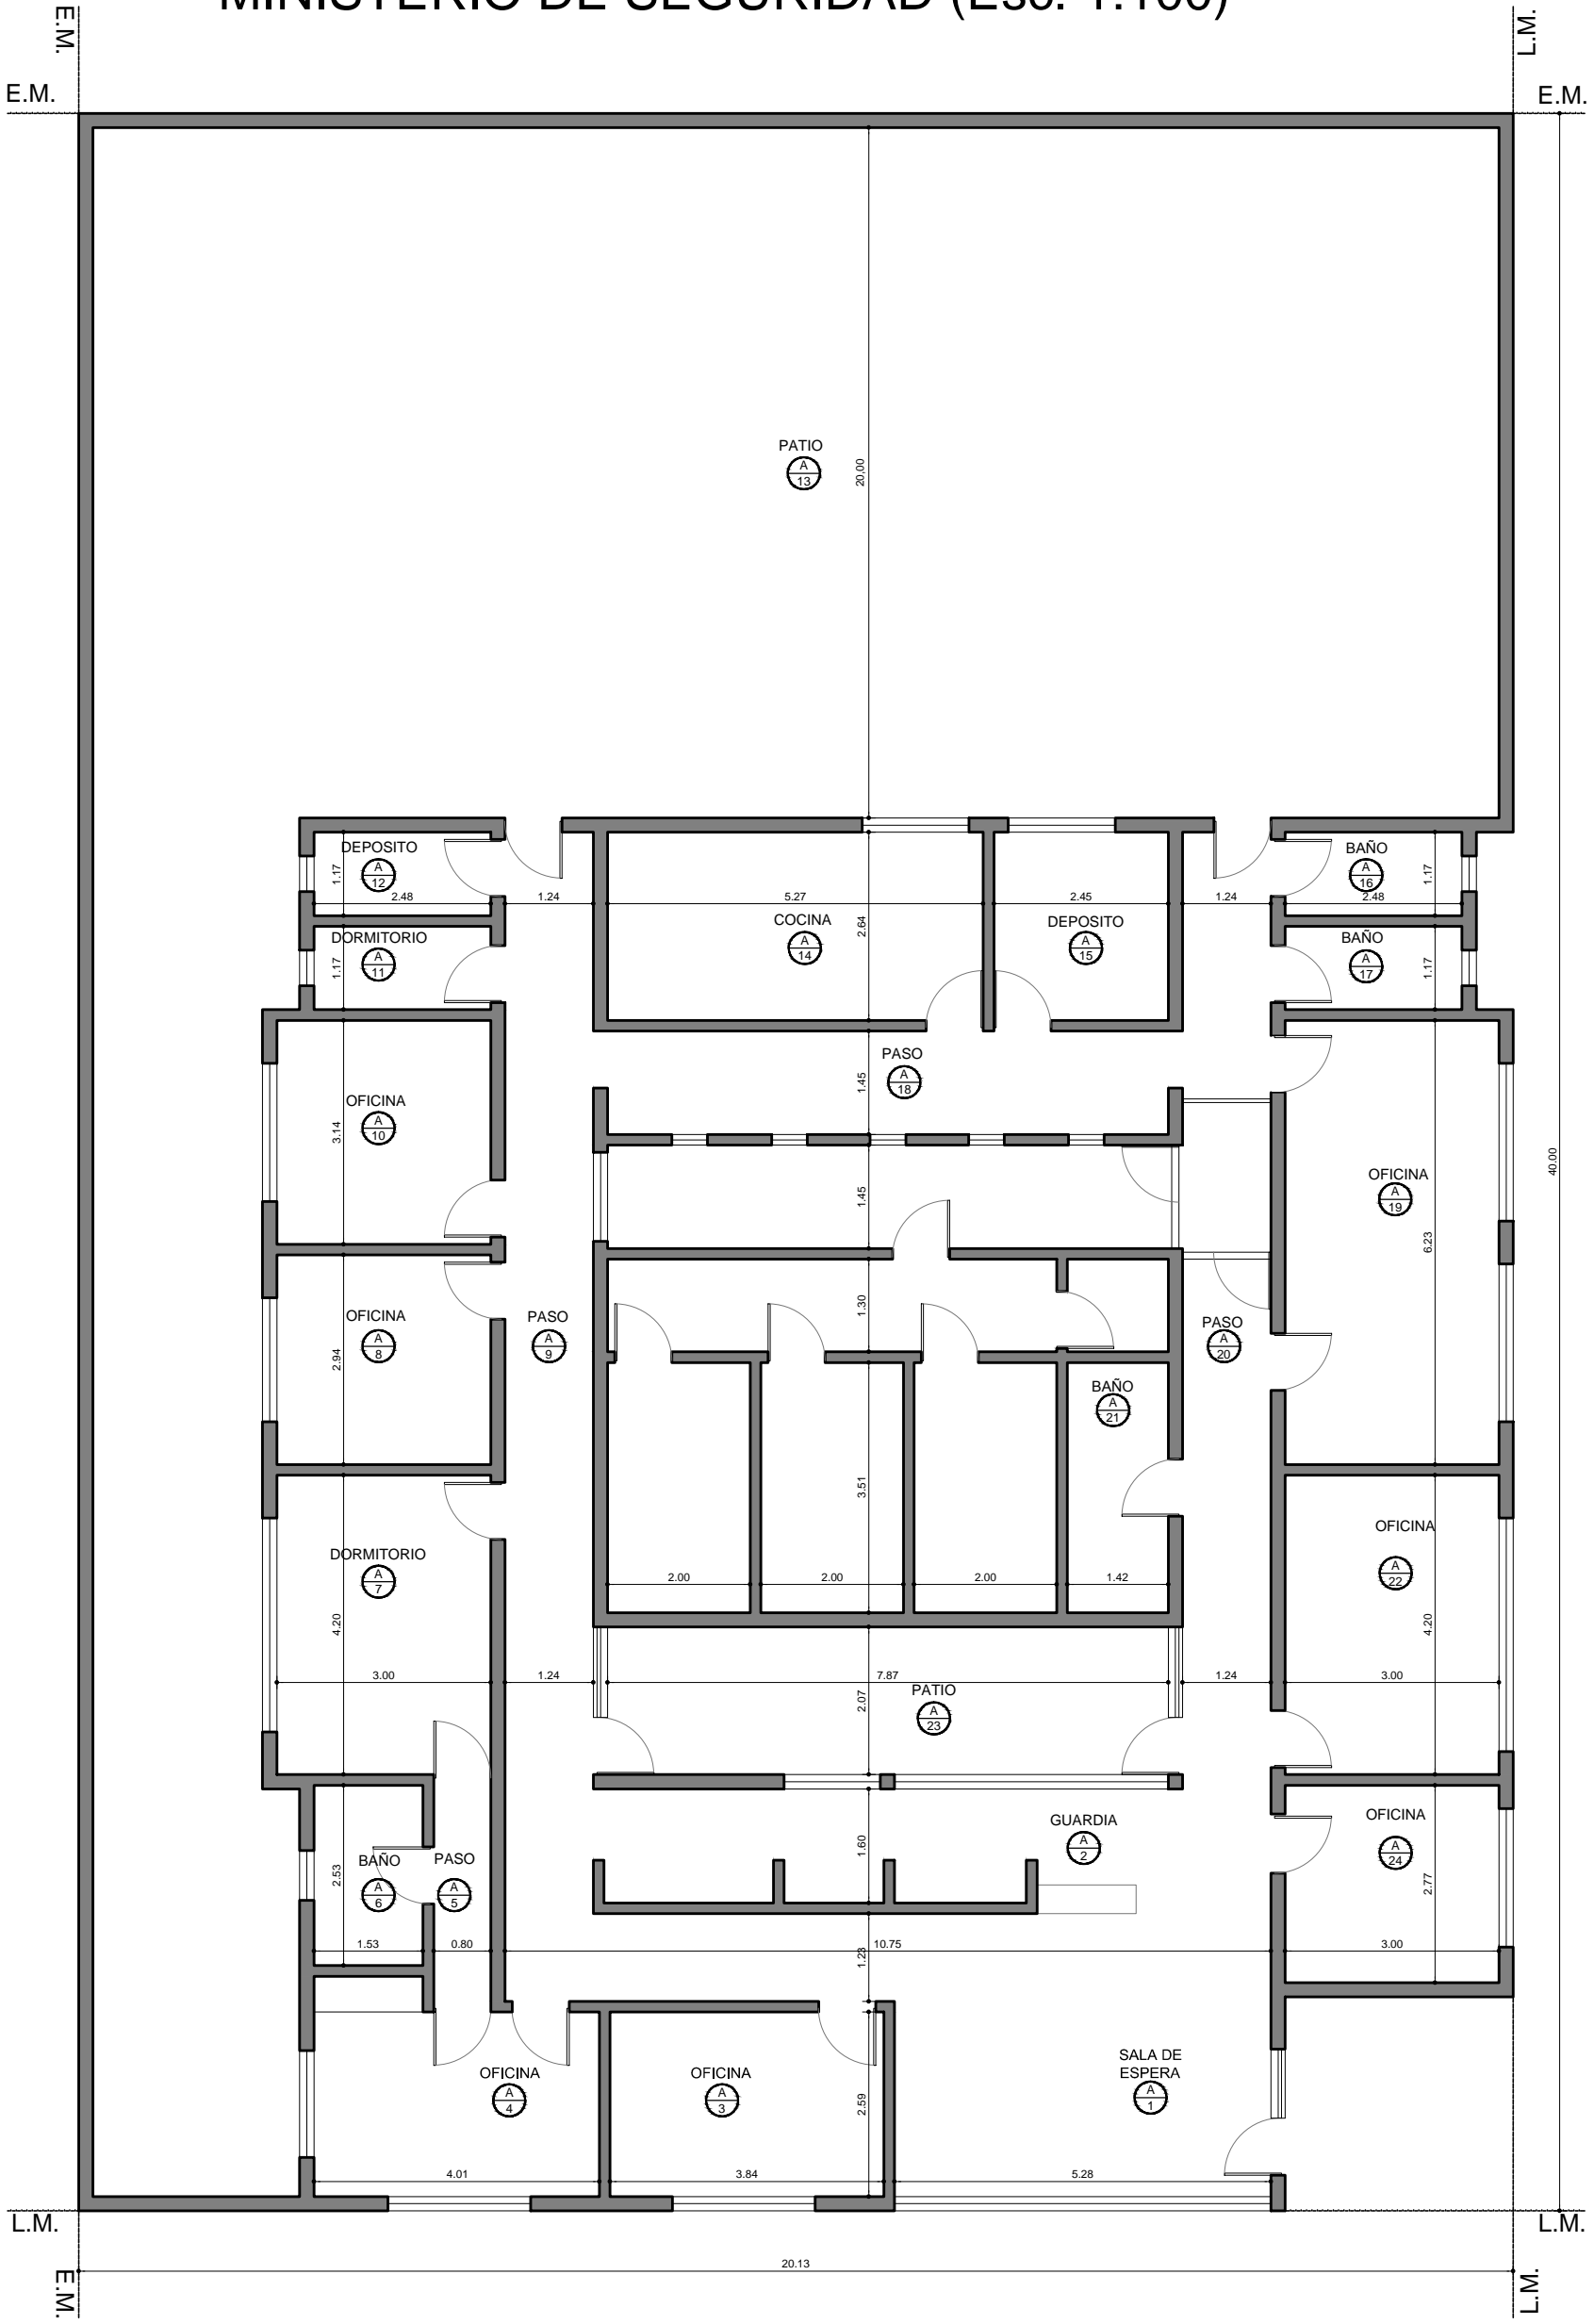 MINISTERIO DE SEGURIDAD (Esc. 1:100)
E.M.
L.M.
E.M.
E.M.
PATIO
A
13
20,00
DEPOSITO
A
12
1.17
2.48
1.24
5.27
2.45
1.24
BAÑO
A
16
1.17
2.48
COCINA
A
14
2.64
DEPOSITO
A
15
DORMITORIO
A
11
1.17
BAÑO
A
17
1.17
PASO
A
18
1.45
OFICINA
A
10
3.14
40.00
OFICINA
A
19
6.23
1.45
OFICINA
A
8
2.94
PASO
A
9
1.30
PASO
A
20
BAÑO
A
21
3.51
OFICINA
A
22
4.20
DORMITORIO
A
7
4.20
2.00
2.00
2.00
1.42
3.00
1.24
7.87
1.24
3.00
PATIO
A
23
2.07
GUARDIA
A
2
1.60
OFICINA
A
24
2.77
BAÑO
A
6
2.53
PASO
A
5
1.53
0.80
10.75
3.00
1.23
OFICINA
A
4
OFICINA
A
3
2.59
SALA DE
ESPERA
A
1
4.01
3.84
5.28
L.M.
L.M.
20.13
E.M.
L.M.